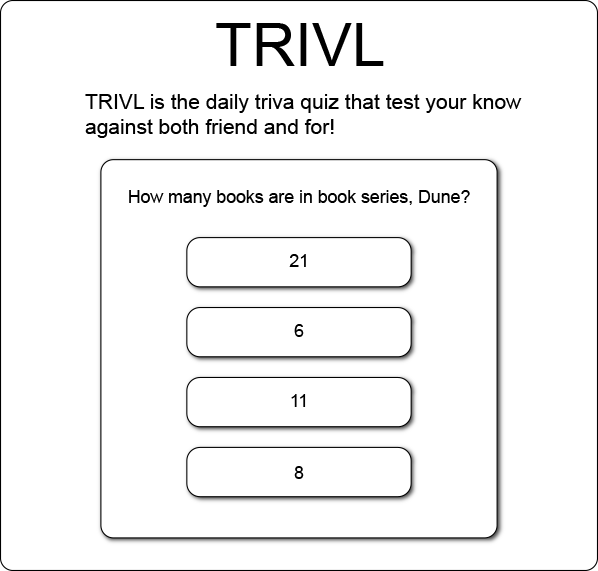 TRIVL
TRIVL is the daily triva quiz that test your know
against both friend and for!
How many books are in book series, Dune?
21
6
11
8